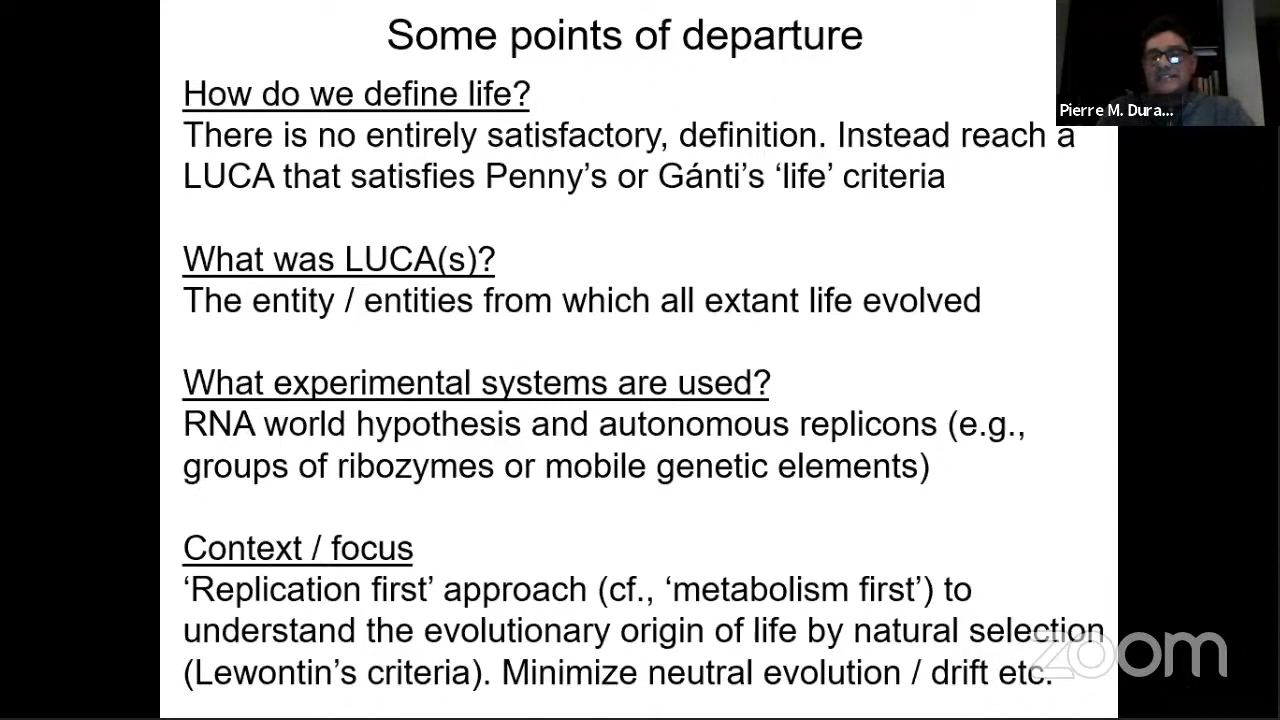 Some points of departure
How do we define life?
There is no entirely satisfactory, definition. Instead reach a
LUCA that satisfies Penny's or Gánti's ‘life’ criteria
What was LUCA(s)?
The entity / entities from which all extant life evolved
What experimental systems are used?
RNA world hypothesis and autonomous replicons (e.g.,
groups of ribozymes or mobile genetic elements)
Context / focus
‘Replication first’ approach (cf., ‘metabolism first’) to
understand the evolutionary origin of life by natural selection
(Lewontin’s criteria). Minimize neutral evolution / drift etc.
Pierre M. Dura...
zoom